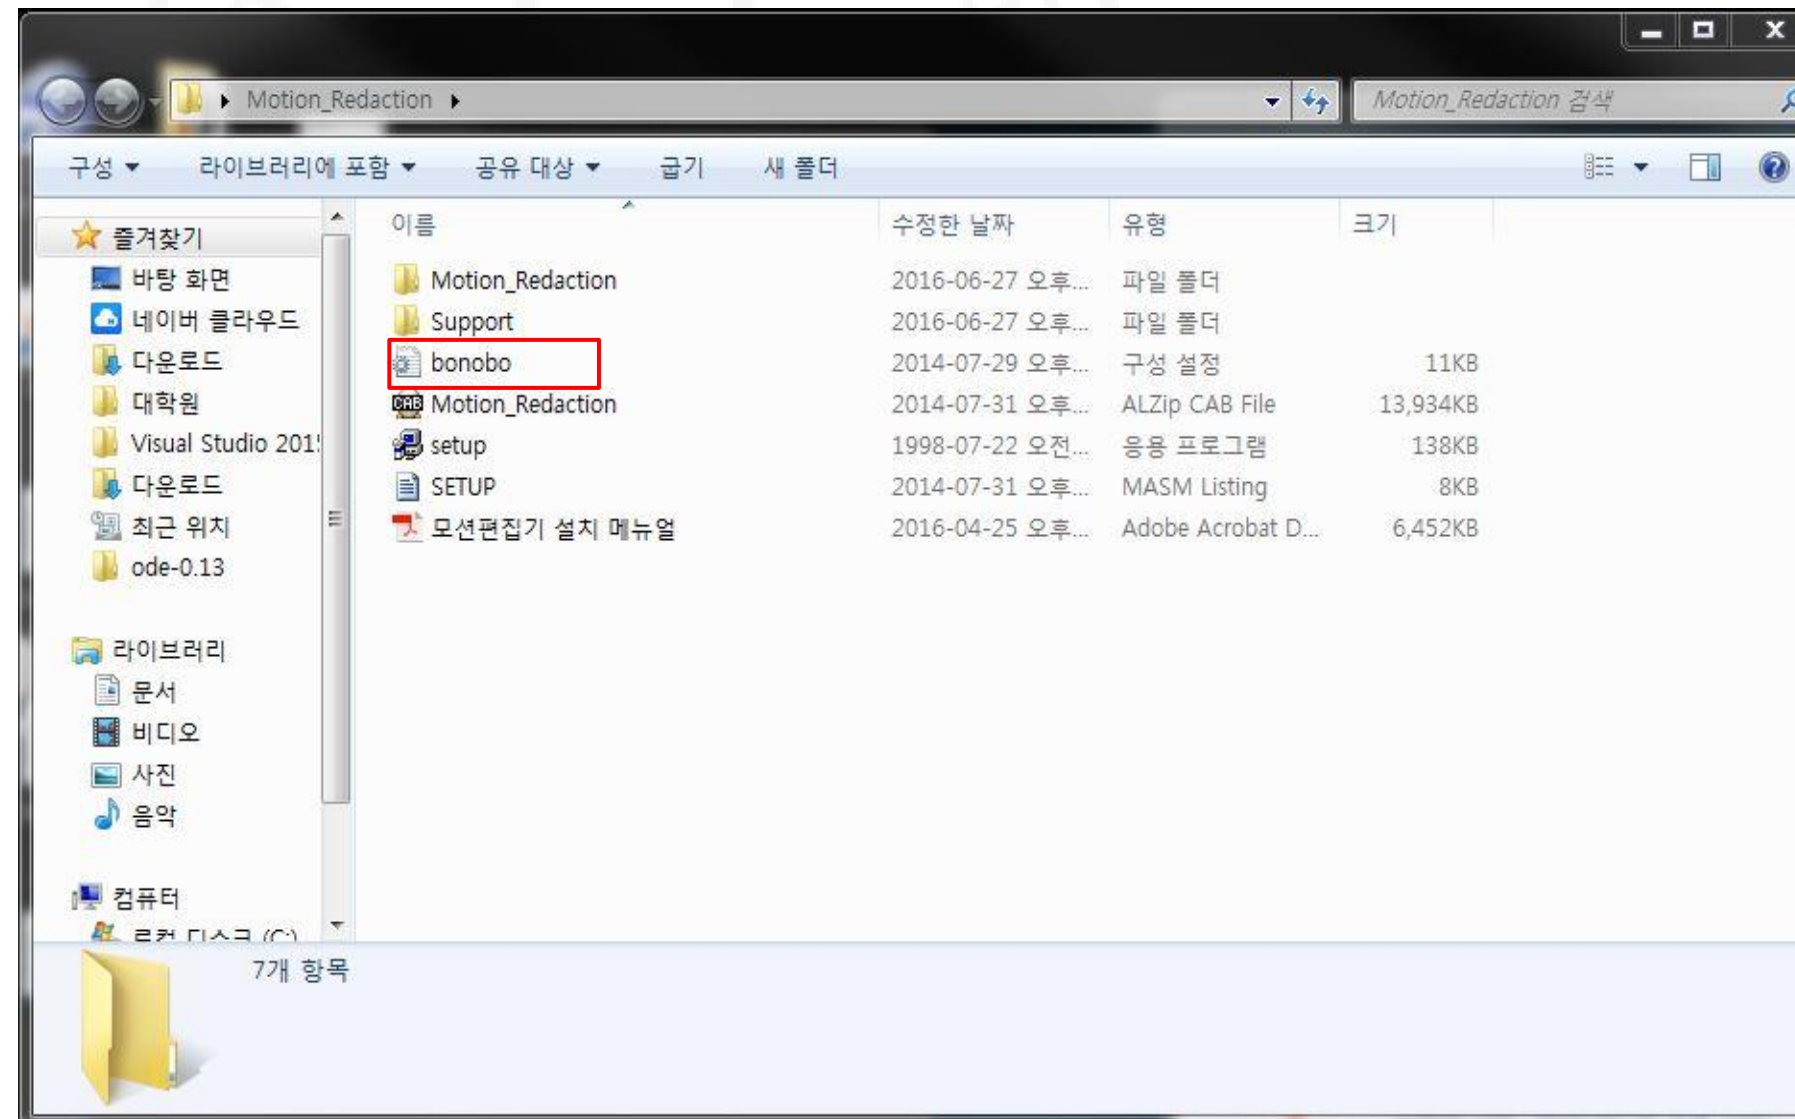 Motion_Redaction
Motion_Redaction 검색
구성 라이브러리에 포함 공유 대상 굽기 새 폴더
즐겨찾기
바탕 화면
네이버 클라우드
다운로드
대학원
Visual Studio 201
다운로드
최근 위치
ode-0.13
라이브러리
문서
비디오
사진
음악
컴퓨터
로컬 디스크 (C:)
이름 수정한 날짜 유형 크기
Motion_Redaction 2016-06-27 오후... 파일 폴더
Support 2016-06-27 오후... 파일 폴더
bonobo 2014-07-29 오후... 구성 설정 11KB
Motion_Redaction 2014-07-31 오후... ALZip CAB File 13,934KB
setup 1998-07-22 오전... 응용 프로그램 138KB
SETUP 2014-07-31 오후... MASM Listing 8KB
모션편집기 설치 메뉴얼 2016-04-25 오후... Adobe Acrobat D... 6,452KB
7개 항목